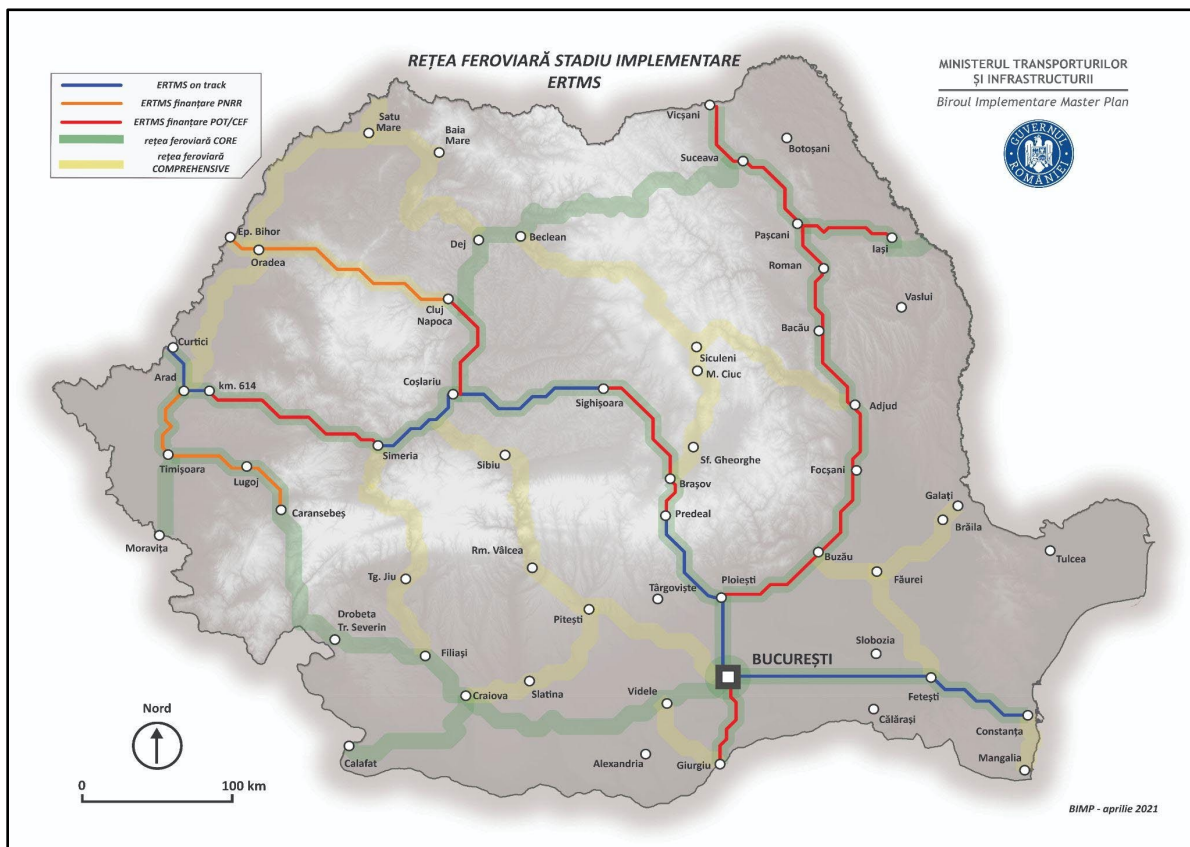 REȚEA FEROVIARĂ STADIU IMPLEMENTARE
ERTMS
MINISTERUL TRANSPORTURILOR
ȘI INFRASTRUCTURII
Biroul Implementare Master Plan
GUVERNUL
ROMÂNIEI
ERTMS on track
ERTMS finanțare PNRR
ERTMS finanțare POT/CEF
rețea feroviară CORE
rețea feroviară
COMPREHENSIVE
Satu
Mare
Baia
Mare
Vicșani
Botoșani
Suceava
Ep. Bihor
Oradea
Dej
Beclean
Pașcani
Iași
Roman
Cluj
Napoca
Vaslui
Bacău
Curtici
Siculeni
M. Ciuc
Arad
km. 614
Coșlariu
Sighișoara
Adjud
Simeria
Sibiu
Sf. Gheorghe
Timișoara
Lugoj
Brașov
Focșani
Caransebeș
Predeal
Galați
Brăila
Moravița
Rm. Vâlcea
Buzău
Tulcea
Tg. Jiu
Târgoviște
Ploiești
Făurei
Drobeta
Tr. Severin
Pitești
Filiași
Slobozia
BUCUREȘTI
Craiova
Slatina
Videle
Fetești
Călărași
Constanța
Calafat
Alexandria
Giurgiu
Mangalia
Nord
0
100 km
BIMP - aprilie 2021